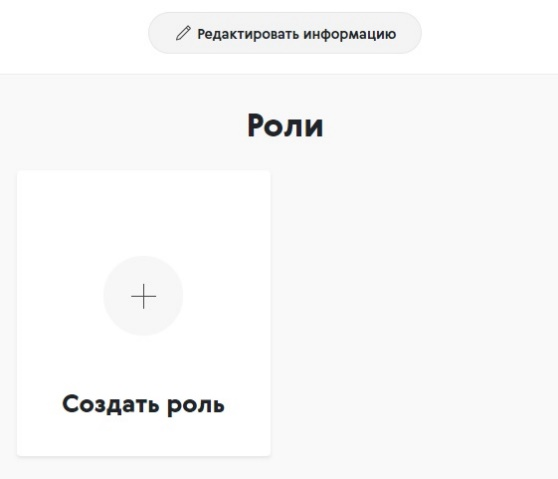 Редактировать информацию
Роли
Создать роль